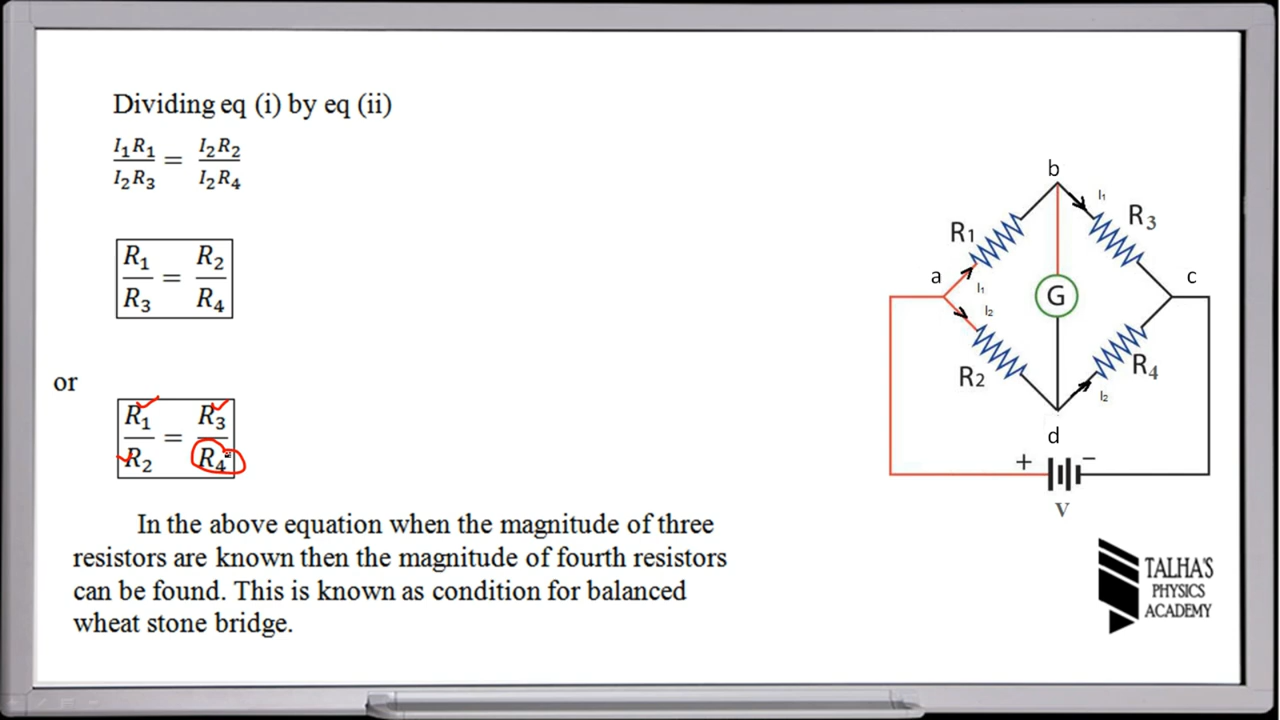 Dividing eq (i) by eq (ii)
I₁R₁/I₂R₃ = I₂R₂/I₂R₄
R₁/R₃ = R₂/R₄
or
R₁/R₂ = R₃/R₄
In the above equation when the magnitude of three
resistors are known then the magnitude of fourth resistors
can be found. This is known as condition for balanced
wheat stone bridge.
b
I₁
R₁
R₃
a
c
I₁
G
I₂
R₂
R₄
I₂
d
+
−
V
TALHA'S
PHYSICS
ACADEMY